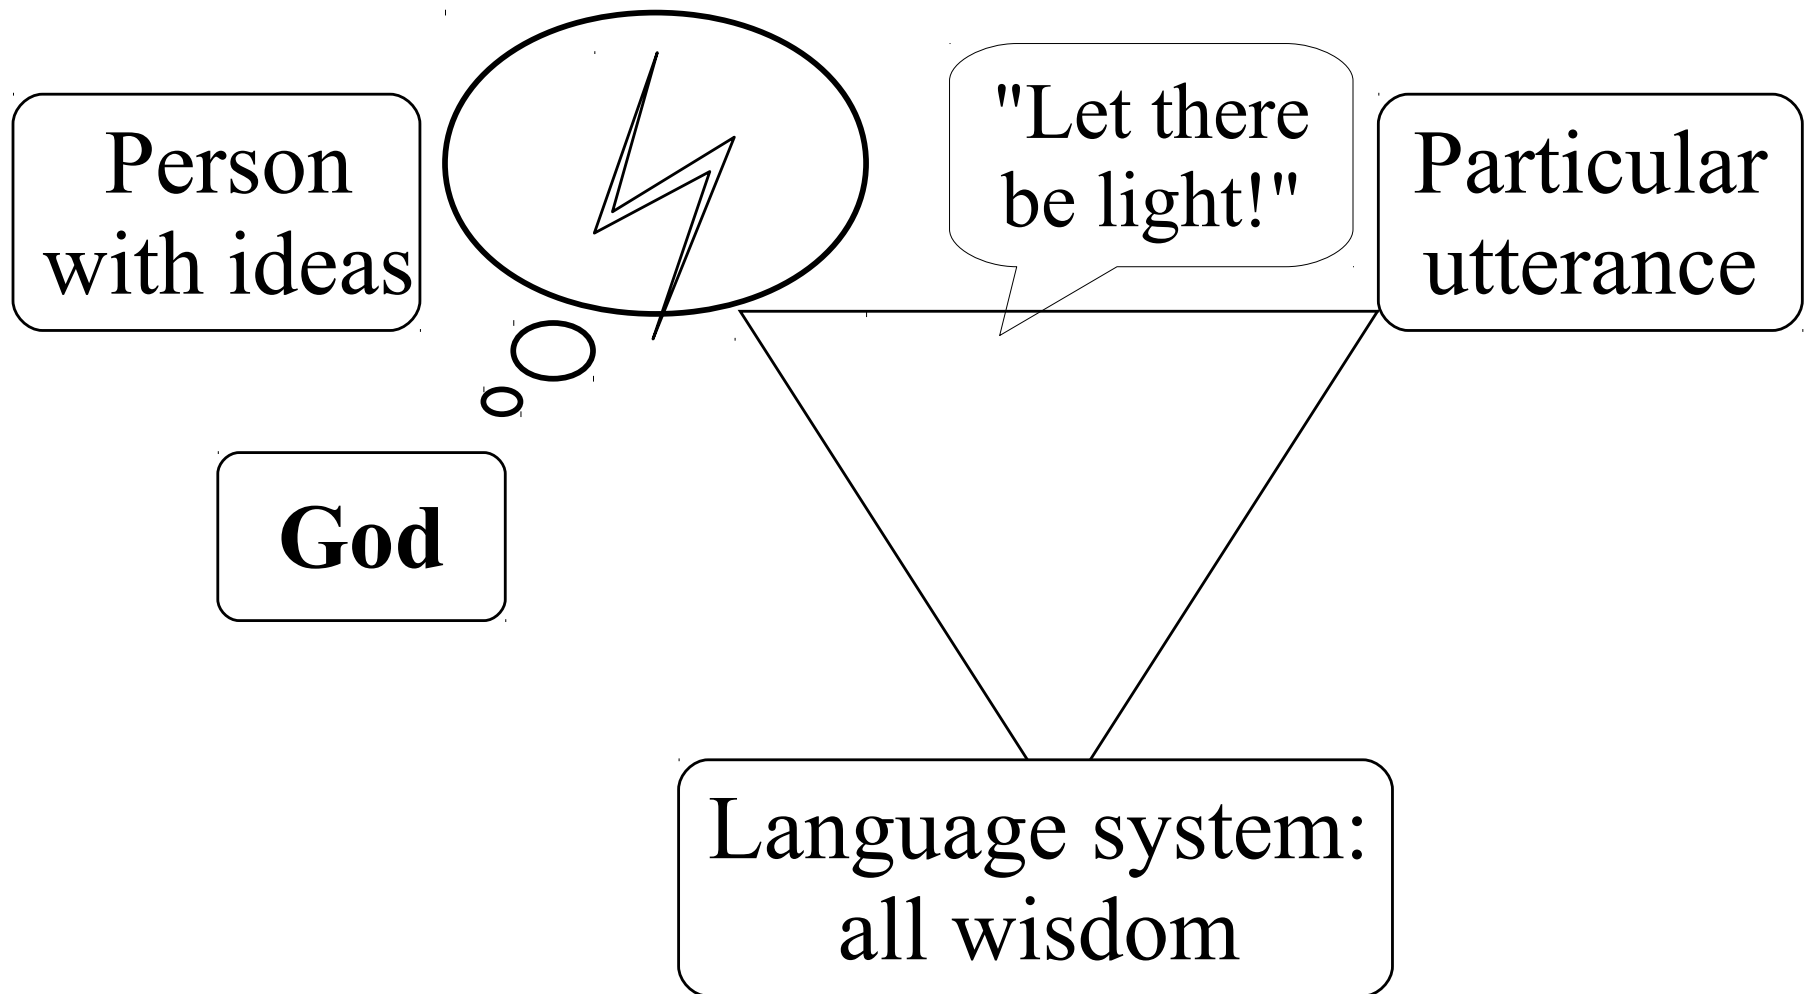 Person
with ideas
"Let there
be light!"
Particular
utterance
God
Language system:
all wisdom